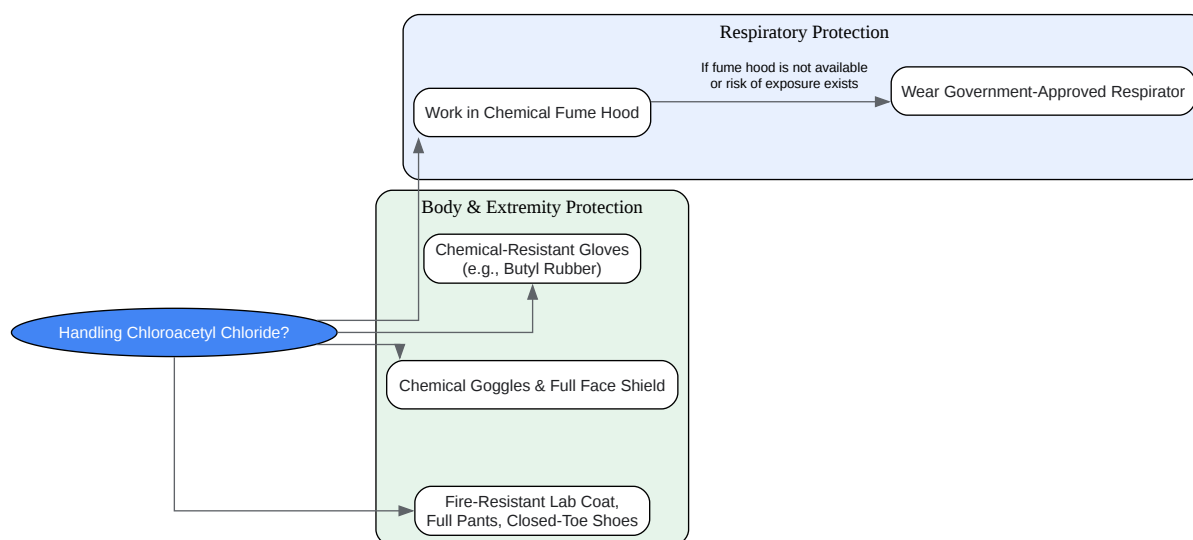 Respiratory Protection
If fume hood is not available
or risk of exposure exists
Wear Government-Approved Respirator
Work in Chemical Fume Hood
Body & Extremity Protection
Chemical-Resistant Gloves
(e.g., Butyl Rubber)
Handling Chloroacetyl Chloride?
Chemical Goggles & Full Face Shield
Fire-Resistant Lab Coat,
Full Pants, Closed-Toe Shoes